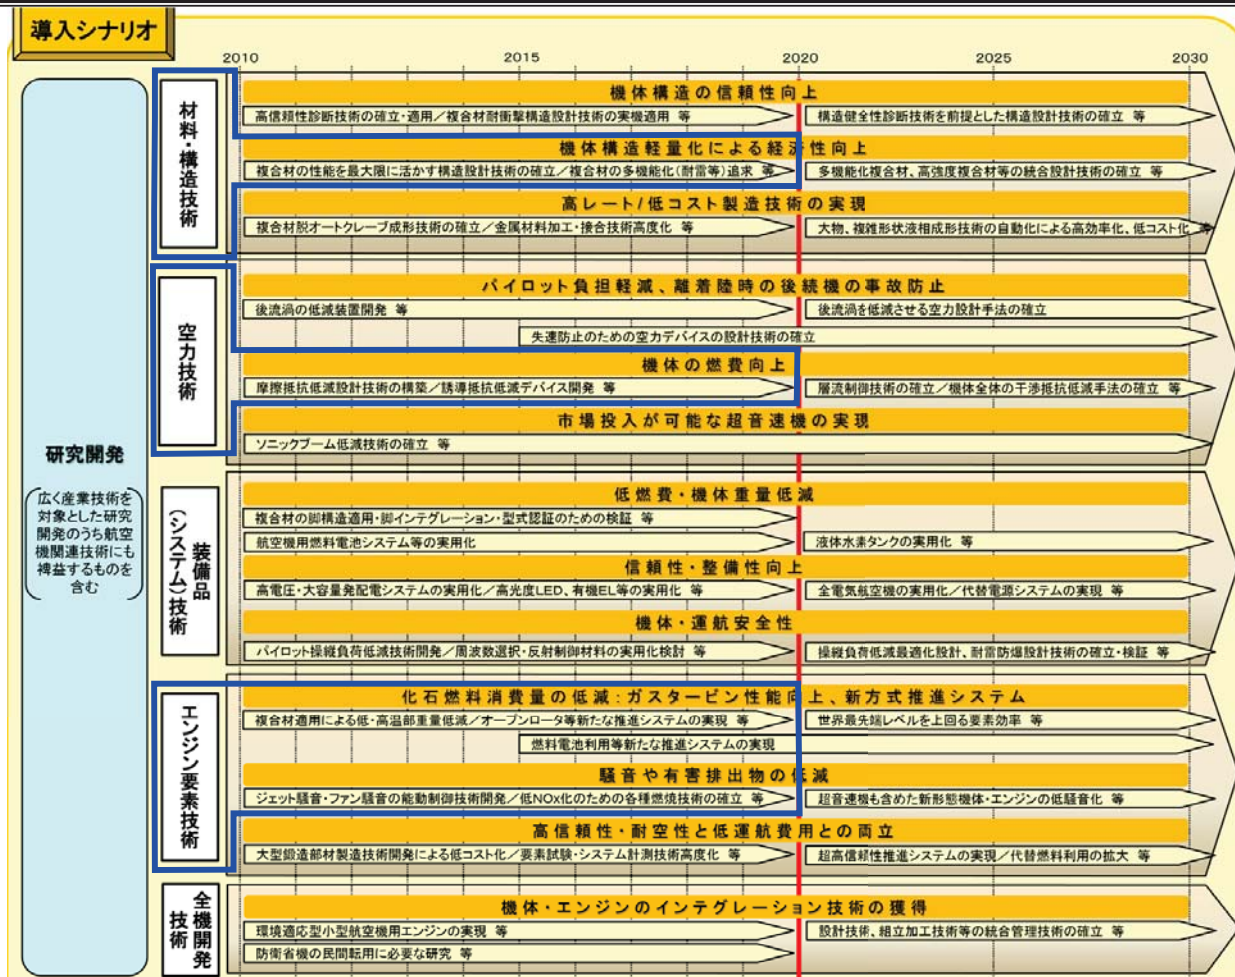 導入シナリオ
2010
2015
2020
2025
2030
研究開発
広く産業技術を
対象とした研究
開発のうち航空
機関連技術にも
裨益するものを
含む
材料・構造技術
機体構造の信頼性向上
高信頼性診断技術の確立・適用／複合材耐衝撃構造設計技術の実機適用 等
構造健全性診断技術を前提とした構造設計技術の確立 等
機体構造軽量化による経済性向上
複合材の性能を最大限に活かす構造設計技術の確立／複合材の多機能化(耐雷等)追求 等
多機能化複合材、高強度複合材等の統合設計技術の確立 等
高レート/低コスト製造技術の実現
複合材脱オートクレーブ成形技術の確立／金属材料加工・接合技術高度化 等
大物、複雑形状液相成形技術の自動化による高効率化、低コスト化 等
空力技術
パイロット負担軽減、離着陸時の後続機の事故防止
後流渦の低減装置開発 等
後流渦を低減させる空力設計手法の確立
失速防止のための空力デバイスの設計技術の確立
機体の燃費向上
摩擦抵抗低減設計技術の構築／誘導抵抗低減デバイス開発 等
層流制御技術の確立／機体全体の干渉抵抗低減手法の確立 等
市場投入が可能な超音速機の実現
ソニックブーム低減技術の確立 等
装備品
(システム)技術
低燃費・機体重量低減
複合材の脚構造適用・脚インテグレーション・型式認証のための検証 等
航空機用燃料電池システム等の実用化
液体水素タンクの実用化 等
信頼性・整備性向上
高電圧・大容量発配電システムの実用化／高光度LED、有機EL等の実用化 等
全電気航空機の実用化／代替電源システムの実現 等
機体・運航安全性
パイロット操縦負荷低減技術開発／周波数選択・反射制御材料の実用化検討 等
操縦負荷低減最適化設計、耐雷防爆設計技術の確立・検証 等
エンジン要素技術
化石燃料消費量の低減：ガスタービン性能向上、新方式推進システム
複合材適用による低・高温部重量低減／オープンロータ等新たな推進システムの実現 等
世界最先端レベルを上回る要素効率 等
燃料電池利用等新たな推進システムの実現
騒音や有害排出物の低減
ジェット騒音・ファン騒音の能動制御技術開発／低NOx化のための各種燃焼技術の確立 等
超音速機も含めた新形態機体・エンジンの低騒音化 等
高信頼性・耐空性と低運航費用との両立
大型鍛造部材製造技術開発による低コスト化／要素試験・システム計測技術高度化 等
超高信頼性推進システムの実現／代替燃料利用の拡大 等
全機開発
技術
機体・エンジンのインテグレーション技術の獲得
環境適応型小型航空機用エンジンの実現 等
設計技術、組立加工技術等の統合管理技術の確立 等
防衛省機の民間転用に必要な研究 等